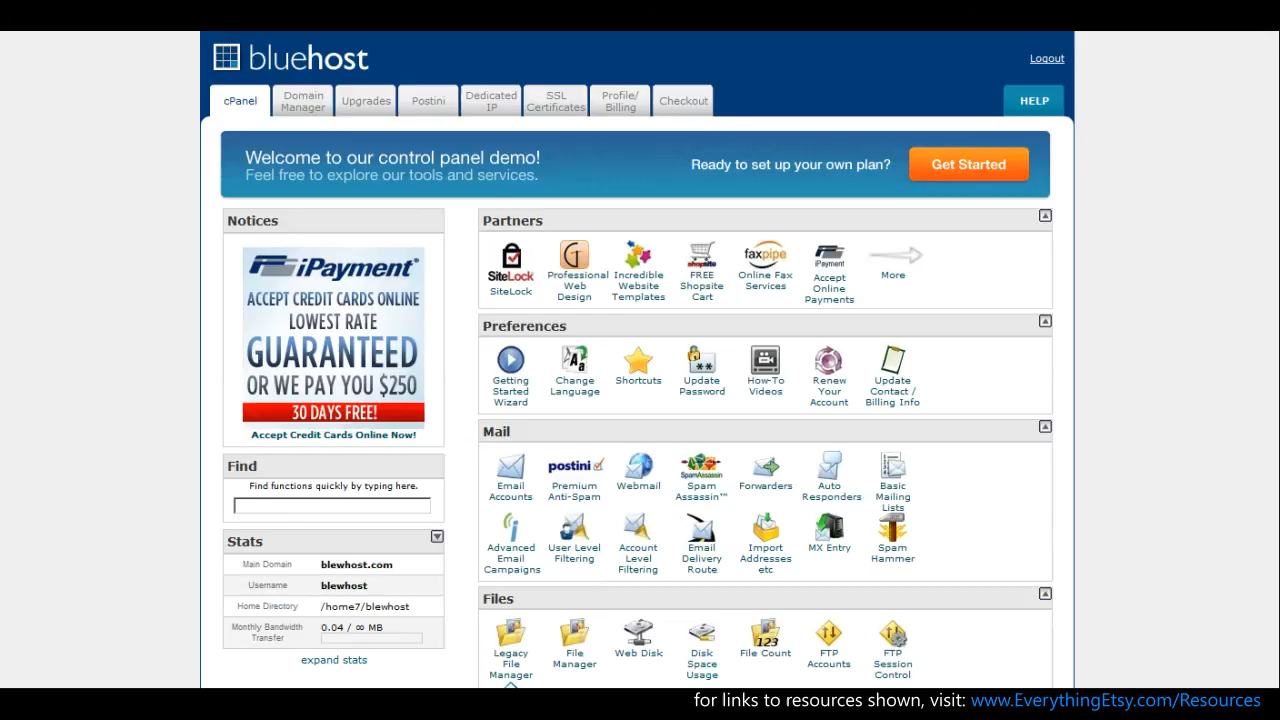 bluehost
Logout
cPanel
Domain
Manager
Upgrades
Postini
Dedicated
IP
SSL
Certificates
Profile/
Billing
Checkout
HELP
Welcome to our control panel demo!
Feel free to explore our tools and services.
Ready to set up your own plan?
Get Started
Notices
iPayment
ACCEPT CREDIT CARDS ONLINE
LOWEST RATE
GUARANTEED
OR WE PAY YOU $250
30 DAYS FREE!
Accept Credit Cards Online Now!
Find
Find functions quickly by typing here.
Stats
Main Domain blewhost.com
Username blewhost
Home Directory /home7/blewhost
Monthly Bandwidth
Transfer
0.04 / ∞ MB
expand stats
Partners
SiteLock
SiteLock
Professional
Web
Design
Incredible
Website
Templates
shopsite
FREE
Shopsite
Cart
faxpipe
Online Fax
Services
iPayment
Accept
Online
Payments
More
Preferences
Getting
Started
Wizard
Change
Language
Shortcuts
Update
Password
How-To
Videos
Renew
Your
Account
Update
Contact /
Billing Info
Mail
Email
Accounts
postini
Premium
Anti-Spam
Webmail
SpamAssassin
Spam
Assassin™
Forwarders
Auto
Responders
Basic
Mailing
Lists
Advanced
Email
Campaigns
User Level
Filtering
Account
Level
Filtering
Email
Delivery
Route
Import
Addresses
etc
MX Entry
Spam
Hammer
Files
Legacy
File
Manager
File
Manager
Web Disk
Disk
Space
Usage
123
File Count
FTP
Accounts
FTP
Session
Control
for links to resources shown, visit: www.EverythingEtsy.com/Resources